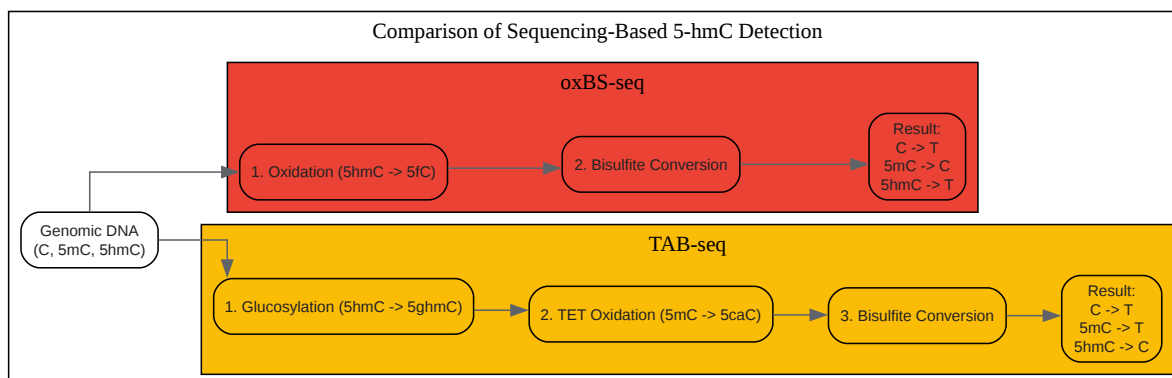 Comparison of Sequencing-Based 5-hmC Detection
oxBS-seq
1. Oxidation (5hmC -> 5fC)
2. Bisulfite Conversion
Result:
C -> T
5mC -> C
5hmC -> T
Genomic DNA
(C, 5mC, 5hmC)
TAB-seq
1. Glucosylation (5hmC -> 5ghmC)
2. TET Oxidation (5mC -> 5caC)
3. Bisulfite Conversion
Result:
C -> T
5mC -> T
5hmC -> C